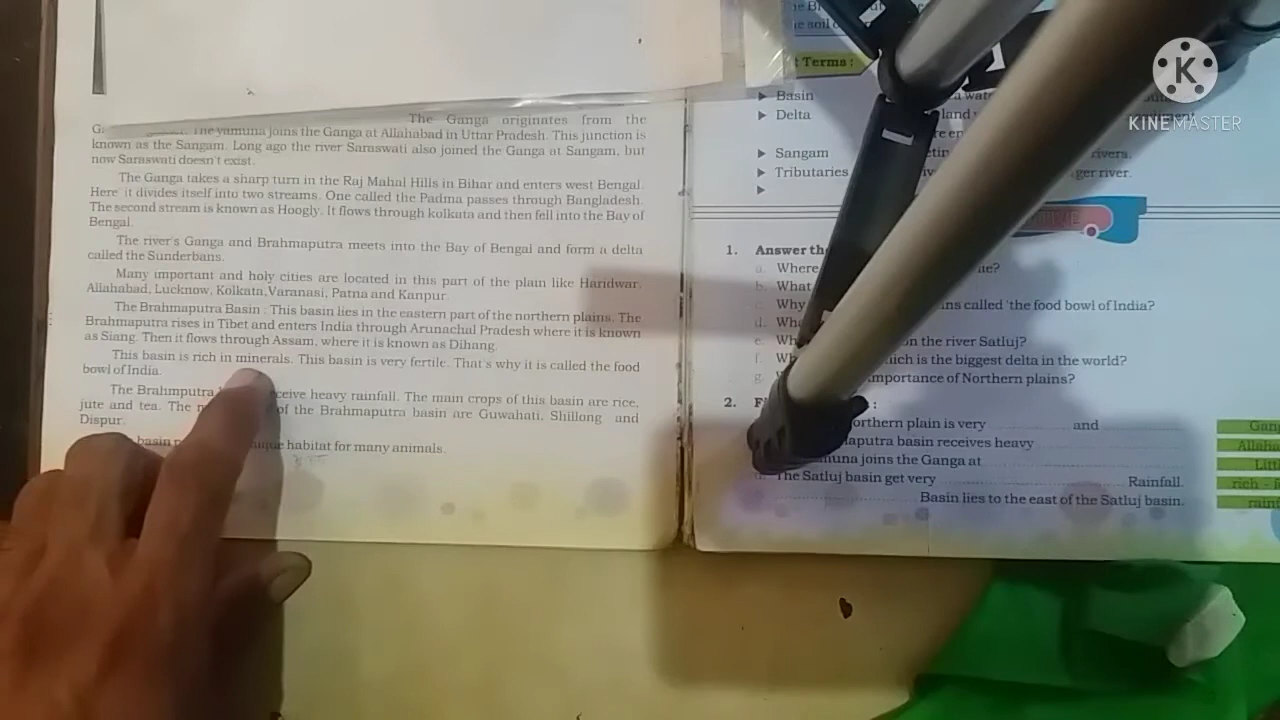 The Ganga originates from the
The yamuna joins the Ganga at Allahabad in Uttar Pradesh. This junction is
known as the Sangam. Long ago the river Saraswati also joined the Ganga at Sangam, but
now Saraswati doesn't exist.
The Ganga takes a sharp turn in the Raj Mahal Hills in Bihar and enters west Bengal.
Here it divides itself into two streams. One called the Padma passes through Bangladesh.
The second stream is known as Hoogly. It flows through kolkata and then fell into the Bay of
Bengal.
The river's Ganga and Brahmaputra meets into the Bay of Bengal and form a delta
called the Sunderbans.
Many important and holy cities are located in this part of the plain like Haridwar,
Allahabad, Lucknow, Kolkata, Varanasi, Patna and Kanpur.
The Brahmaputra Basin : This basin lies in the eastern part of the northern plains. The
Brahmaputra rises in Tibet and enters India through Arunachal Pradesh where it is known
as Siang. Then it flows through Assam, where it is known as Dihang.
This basin is rich in minerals. This basin is very fertile. That's why it is called the food
bowl of India.
The Brahmputra receive heavy rainfall. The main crops of this basin are rice,
jute and tea. The of the Brahmaputra basin are Guwahati, Shillong and
Dispur.
basin habitat for many animals.
Terms :
Basin
Delta land
Sangam rivers.
Tributaries river.
1. Answer
a. Where
b. What
c. Why called 'the food bowl of India?
d.
e. on the river Satluj?
f. which is the biggest delta in the world?
g. importance of Northern plains?
2. :
northern plain is very and
basin receives heavy
joins the Ganga at
The Satluj basin get very Rainfall.
Basin lies to the east of the Satluj basin.
KINEMASTER